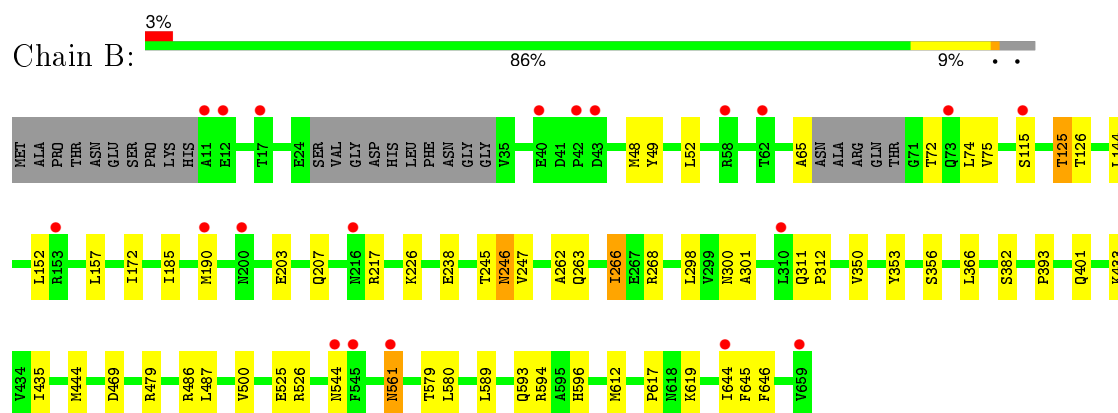 3%
Chain B:
86%
9%
MET ALA PRO THR ASN GLU SER PRO LYS HIS A11 E12 T17 E24 SER VAL GLY ASP HIS LEU PHE ASN GLY GLY V35 E40 D41 P42 D43 M48 Y49 L52 R58 T62 A65 ASN ALA ARG GLN THR G71 T72 Q73 L74 V75 S115 T125 T126 L144
L152 R153 L157 I172 I185 M190 N200 E203 Q207 N216 R217 K226 E238 T245 N246 V247 A262 Q263 I266 E267 R268 L298 V299 N300 A301 L310 Q311 P312 V350 Y353 S356 L366 S382 P393 Q401 K433
V434 I435 M444 D469 R479 R486 L487 V500 E525 R526 N544 F545 N561 T579 L580 L589 Q593 R594 A595 H596 M612 P617 N618 K619 I644 F645 F646 V659